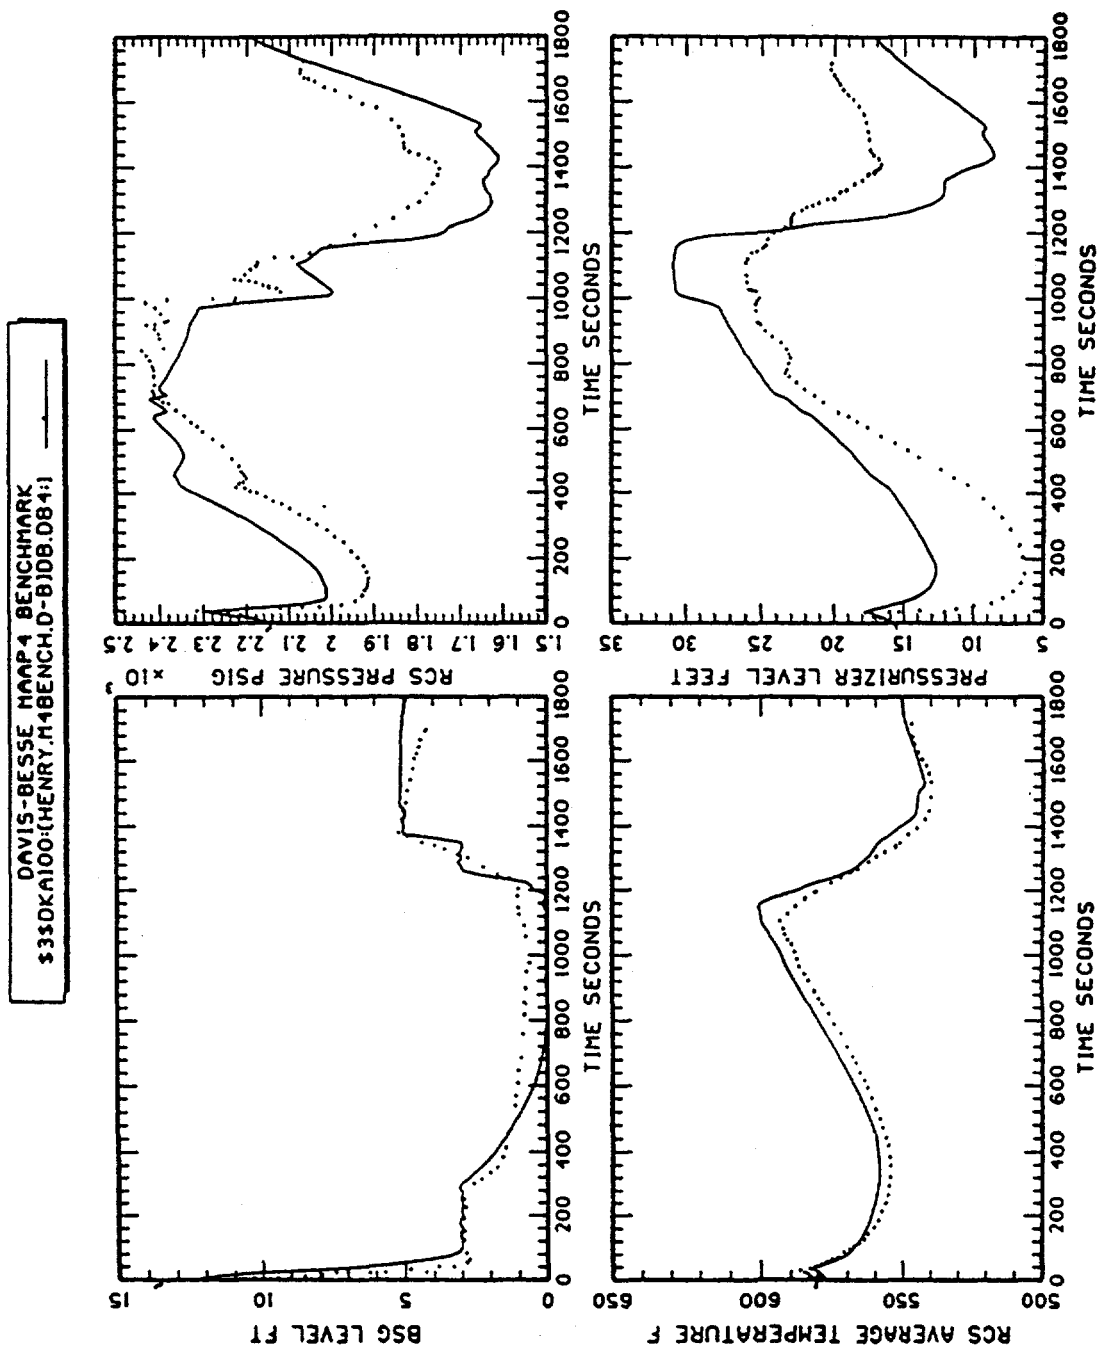 DAVIS-BESSE MAAP4 BENCHMARK
$3$DKA100:[HENRY.M4BENCH.D-B]DB.D84;1
BSG LEVEL FT
15
10
5
0
0 200 400 600 800 1000 1200 1400 1600 1800
TIME SECONDS
RCS PRESSURE PSIG
×10³
2.5
2.4
2.3
2.2
2.1
2
1.9
1.8
1.7
1.6
1.5
0 200 400 600 800 1000 1200 1400 1600 1800
TIME SECONDS
RCS AVERAGE TEMPERATURE F
650
600
550
500
0 200 400 600 800 1000 1200 1400 1600 1800
TIME SECONDS
PRESSURIZER LEVEL FEET
35
30
25
20
15
10
5
0 200 400 600 800 1000 1200 1400 1600 1800
TIME SECONDS